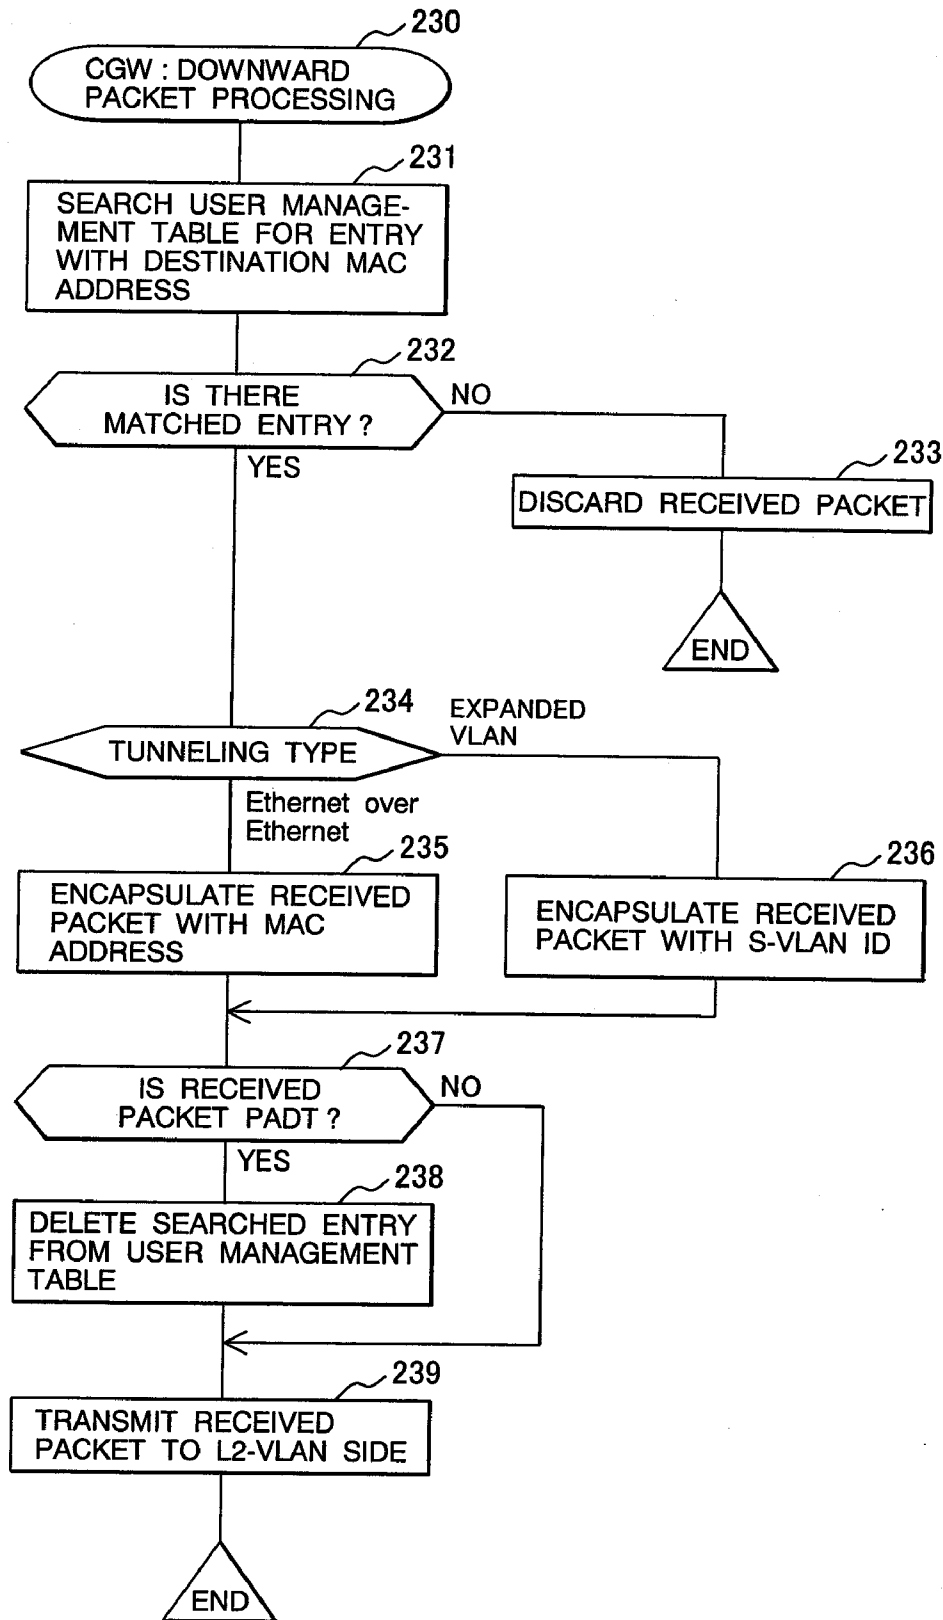 230
CGW : DOWNWARD
PACKET PROCESSING
231
SEARCH USER MANAGE-
MENT TABLE FOR ENTRY
WITH DESTINATION MAC
ADDRESS
232
IS THERE
MATCHED ENTRY ?
NO
YES
233
DISCARD RECEIVED PACKET
END
234
TUNNELING TYPE
EXPANDED
VLAN
Ethernet over
Ethernet
235
ENCAPSULATE RECEIVED
PACKET WITH MAC
ADDRESS
236
ENCAPSULATE RECEIVED
PACKET WITH S-VLAN ID
237
IS RECEIVED
PACKET PADT ?
NO
YES
238
DELETE SEARCHED ENTRY
FROM USER MANAGEMENT
TABLE
239
TRANSMIT RECEIVED
PACKET TO L2-VLAN SIDE
END